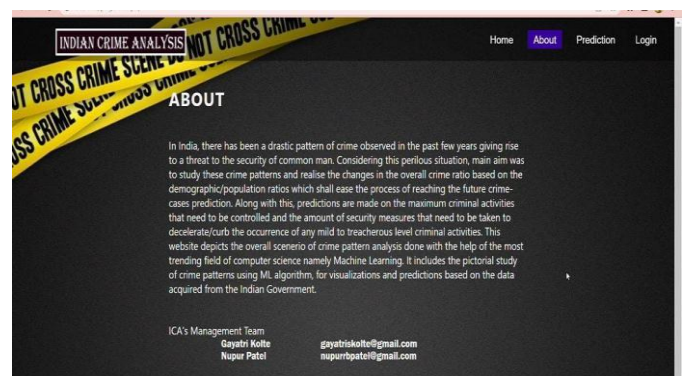 INDIAN CRIME ANALYSIS
Home About Prediction Login
NOT CROSS CRIME
OT CROSS CRIME SCENE DO
NOT CROSS CRIME
OSS CRIME
ABOUT
In India, there has been a drastic pattern of crime observed in the past few years giving rise
to a threat to the security of common man. Considering this perilous situation, main aim was
to study these crime patterns and realise the changes in the overall crime ratio based on the
demographic/population ratios which shall ease the process of reaching the future crime-
cases prediction. Along with this, predictions are made on the maximum criminal activities
that need to be controlled and the amount of security measures that need to be taken to
decelerate/curb the occurrence of any mild to treacherous level criminal activities. This
website depicts the overall scenerio of crime pattern analysis done with the help of the most
trending field of computer science namely Machine Learning. It includes the pictorial study
of crime patterns using ML algorithm, for visualizations and predictions based on the data
acquired from the Indian Government.
ICA's Management Team
Gayatri Kolte gayatriskolte@gmail.com
Nupur Patel nupurrbpatel@gmail.com